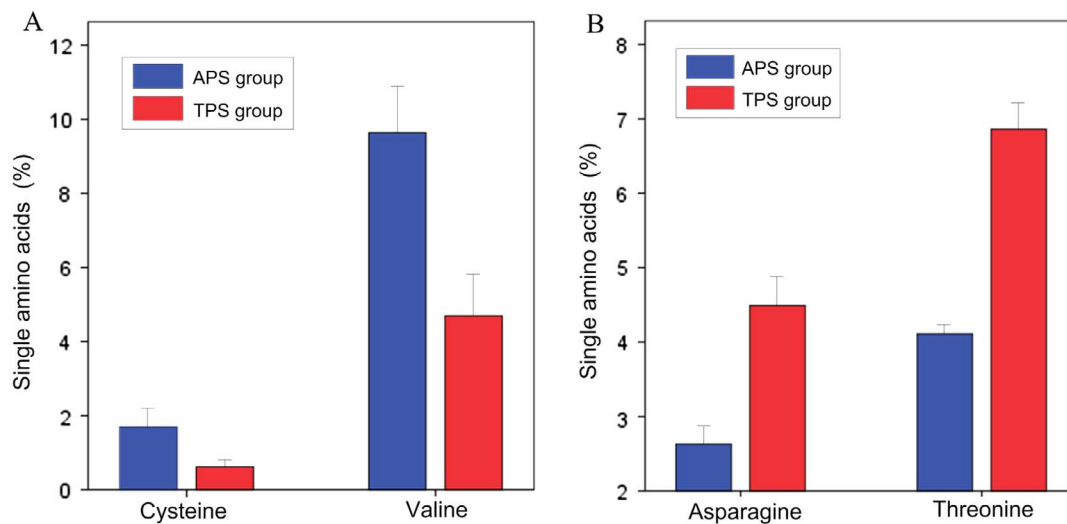 A
Single amino acids (%)
12
10
8
6
4
2
0
APS group
TPS group
Cysteine
Valine
B
Single amino acids (%)
8
7
6
5
4
3
2
APS group
TPS group
Asparagine
Threonine